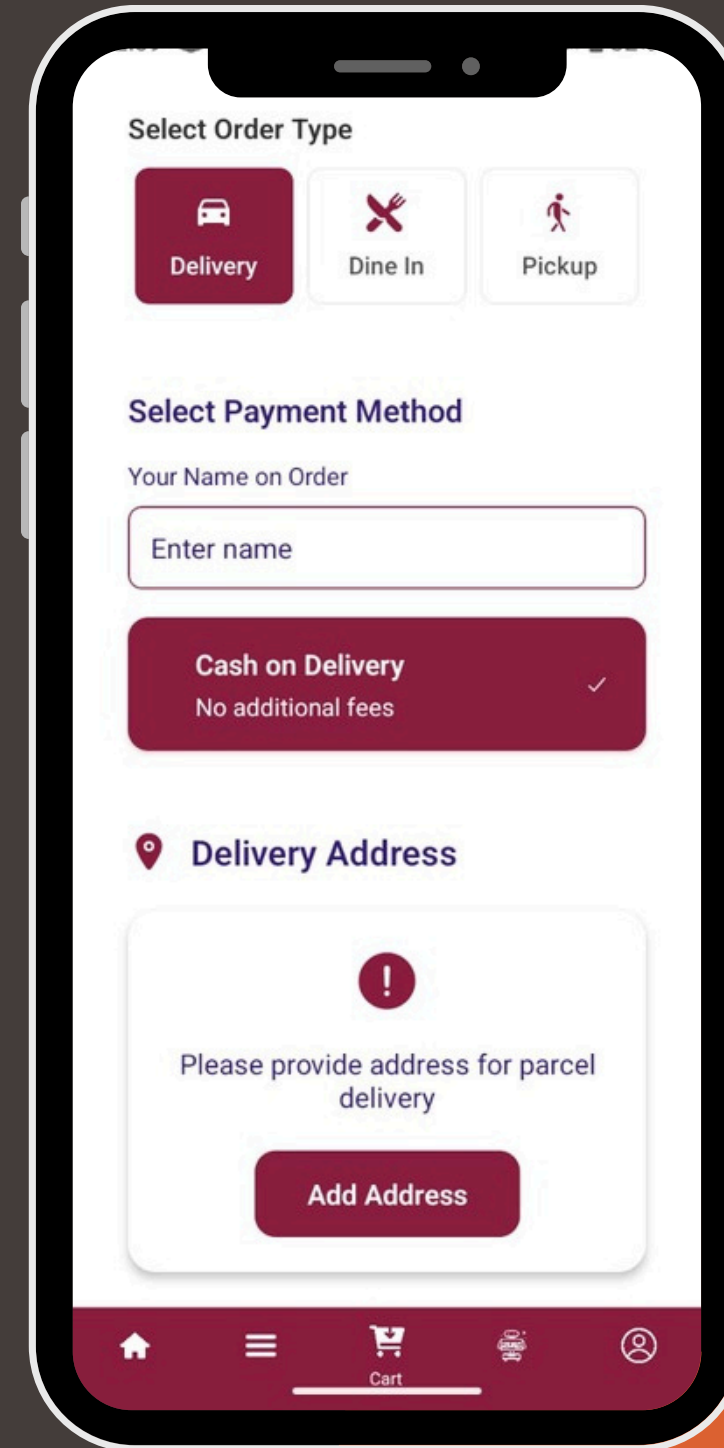 Select Order Type
Delivery
Dine In
Pickup
Select Payment Method
Your Name on Order
Enter name
Cash on Delivery
No additional fees
Delivery Address
Please provide address for parcel
delivery
Add Address
Cart